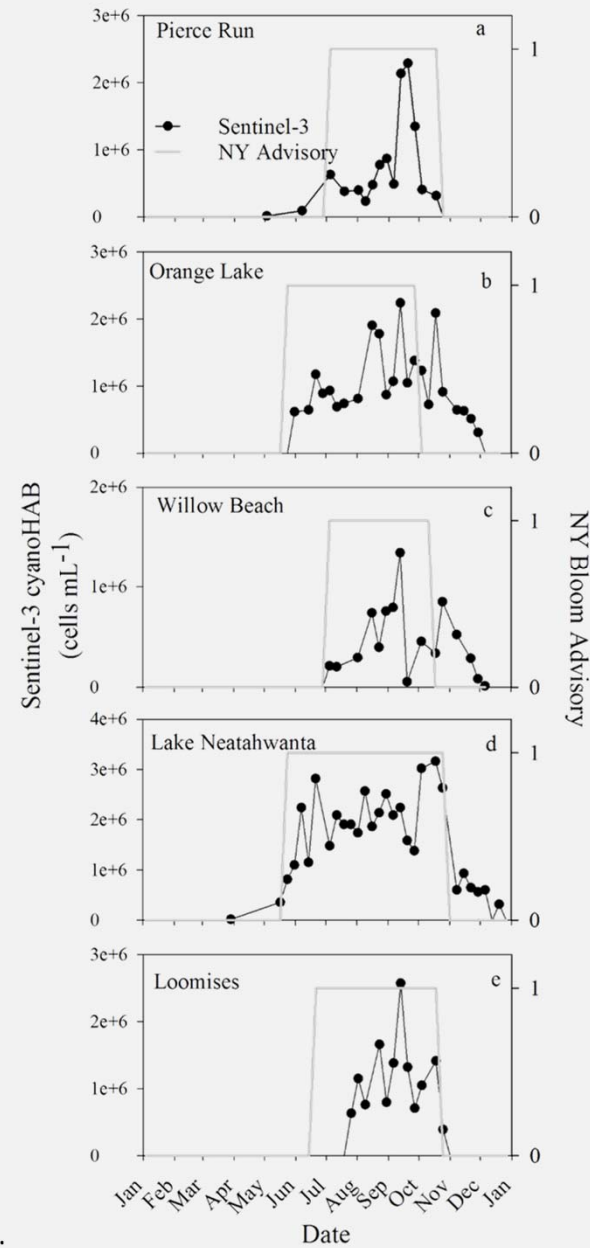 3e+6
Pierce Run
a
1
2e+6
Sentinel-3
NY Advisory
1e+6
0
0
3e+6
Orange Lake
b
1
2e+6
1e+6
0
0
2e+6
Willow Beach
c
1
1e+6
0
0
4e+6
Lake Neatahwanta
d
1
3e+6
2e+6
1e+6
0
0
3e+6
Loomises
e
1
2e+6
1e+6
0
0
Sentinel-3 cyanoHAB
(cells mL-1)
NY Bloom Advisory
Jan Feb Mar Apr May Jun Jul Aug Sep Oct Nov Dec Jan
Date
.